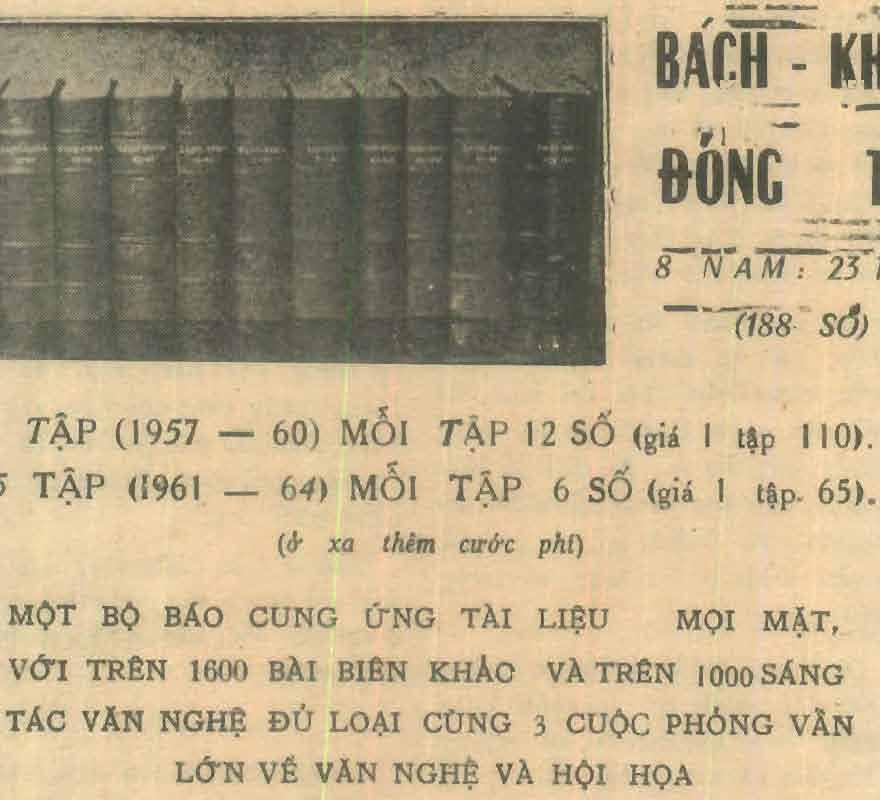 BÁCH - KH
ĐÓNG T
8 NAM: 23
(188 SỐ)
TẬP (1957 — 60) MỖI TẬP 12 SỐ (giá 1 tập 110).
5 TẬP (1961 — 64) MỖI TẬP 6 SỐ (giá 1 tập. 65).
(ở xa thêm cước phí)
MỘT BỘ BÁO CUNG ỨNG TÀI LIỆU MỌI MẶT,
VỚI TRÊN 1600 BÀI BIÊN KHẢO VÀ TRÊN 1000 SÁNG
TÁC VĂN NGHỆ ĐỦ LOẠI CÙNG 3 CUỘC PHỎNG VẤN
LỚN VỀ VĂN NGHỆ VÀ HỘI HỌA